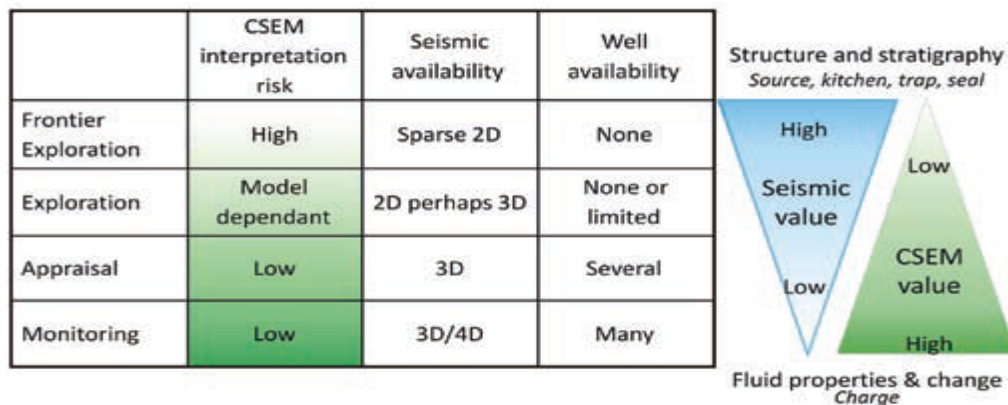 CSEM
interpretation
risk
Seismic
availability
Well
availability
Frontier
Exploration
High
Sparse 2D
None
Exploration
Model
dependant
2D perhaps 3D
None or
limited
Appraisal
Low
3D
Several
Monitoring
Low
3D/4D
Many
Structure and stratigraphy
Source, kitchen, trap, seal
High
Seismic
value
Low
Low
CSEM
value
High
Fluid properties & change
Charge